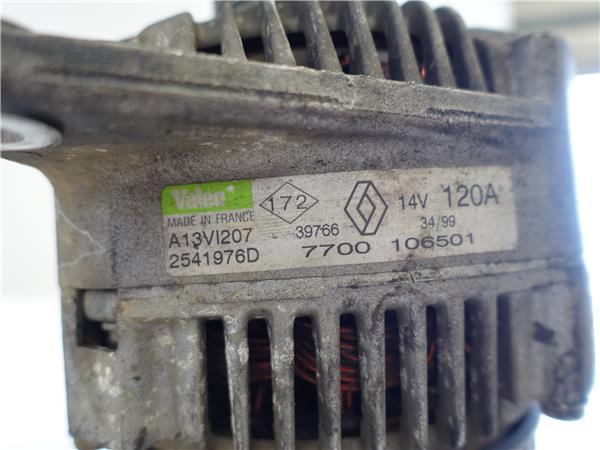 Valeo 172 14V 120A
MADE IN FRANCE 34/99
A13VI207 39766
2541976D 7700 106501